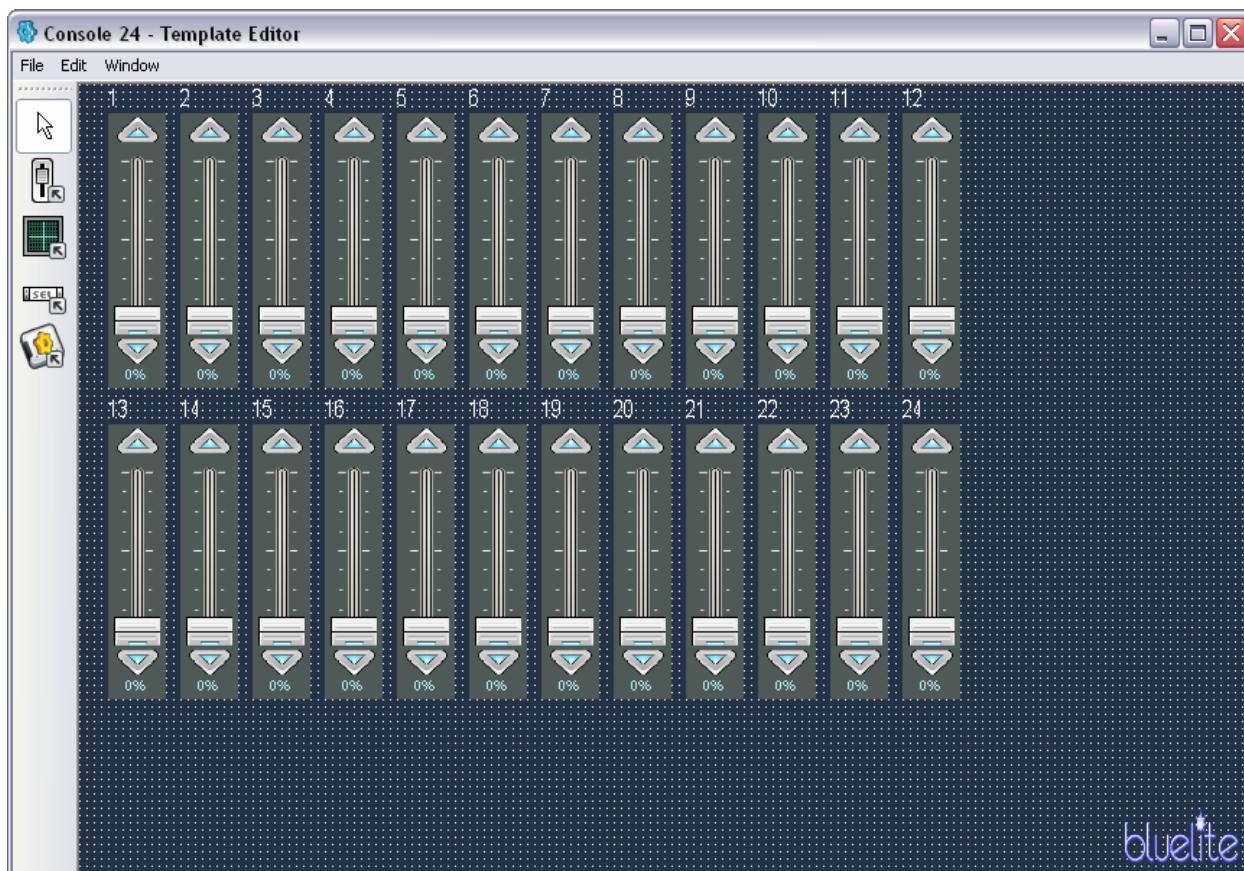 Console 24 - Template Editor
File Edit Window
1 2 3 4 5 6 7 8 9 10 11 12
0% 0% 0% 0% 0% 0% 0% 0% 0% 0% 0% 0%
13 14 15 16 17 18 19 20 21 22 23 24
0% 0% 0% 0% 0% 0% 0% 0% 0% 0% 0% 0%
SEL
bluelite